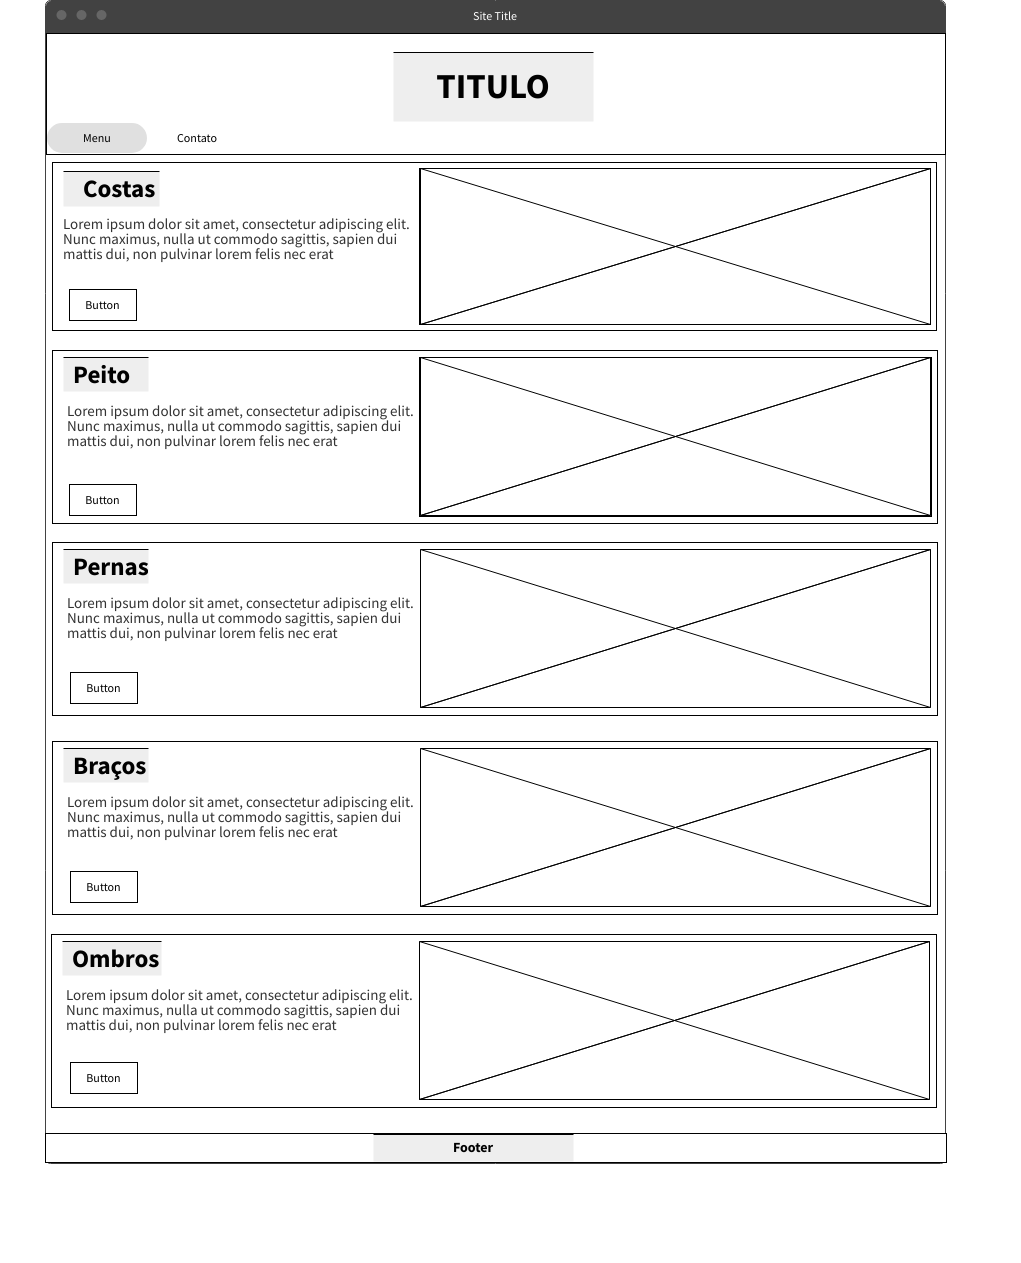 Site Title
TITULO
Menu
Contato
Costas
Lorem ipsum dolor sit amet, consectetur adipiscing elit.
Nunc maximus, nulla ut commodo sagittis, sapien dui
mattis dui, non pulvinar lorem felis nec erat
Button
Peito
Lorem ipsum dolor sit amet, consectetur adipiscing elit.
Nunc maximus, nulla ut commodo sagittis, sapien dui
mattis dui, non pulvinar lorem felis nec erat
Button
Pernas
Lorem ipsum dolor sit amet, consectetur adipiscing elit.
Nunc maximus, nulla ut commodo sagittis, sapien dui
mattis dui, non pulvinar lorem felis nec erat
Button
Braços
Lorem ipsum dolor sit amet, consectetur adipiscing elit.
Nunc maximus, nulla ut commodo sagittis, sapien dui
mattis dui, non pulvinar lorem felis nec erat
Button
Ombros
Lorem ipsum dolor sit amet, consectetur adipiscing elit.
Nunc maximus, nulla ut commodo sagittis, sapien dui
mattis dui, non pulvinar lorem felis nec erat
Button
Footer